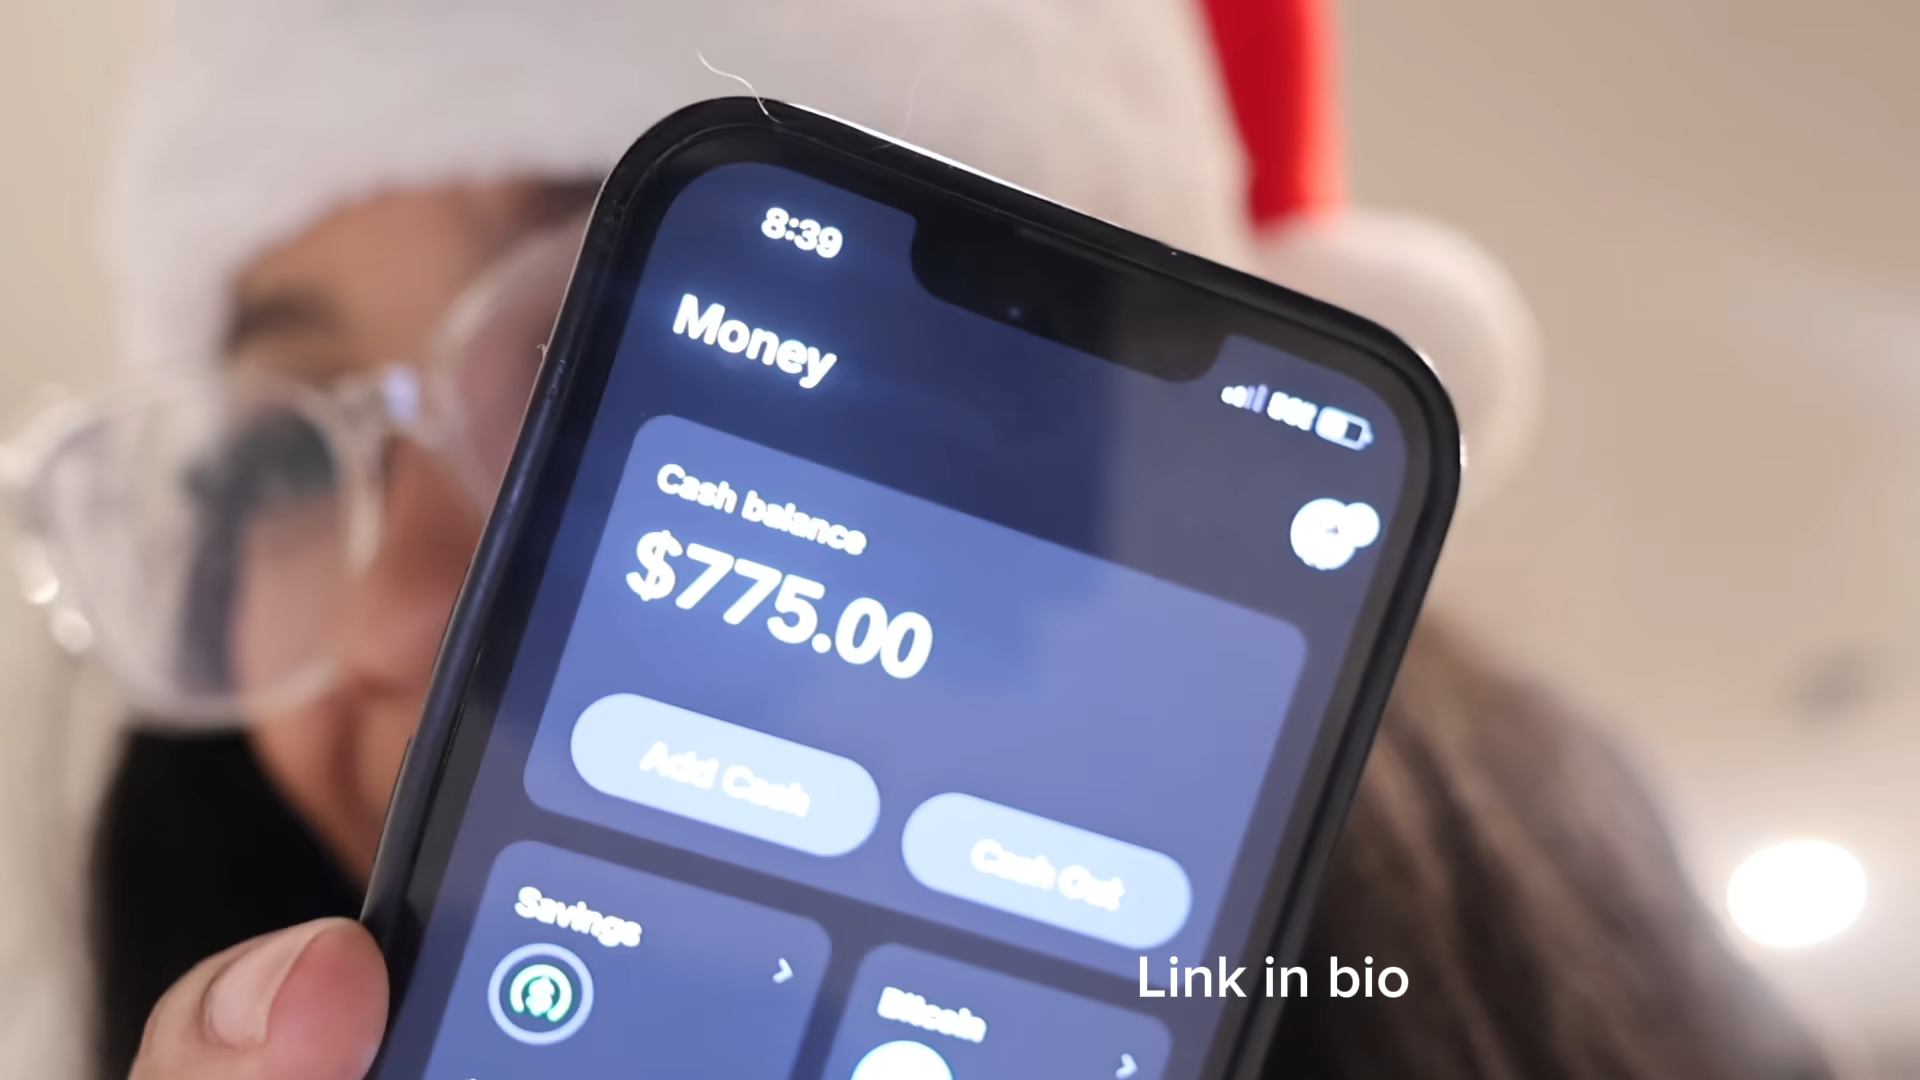 8:39
Money
Cash balance
$775.00
Add Cash
Cash Out
Savings
Bitcoin
Link in bio